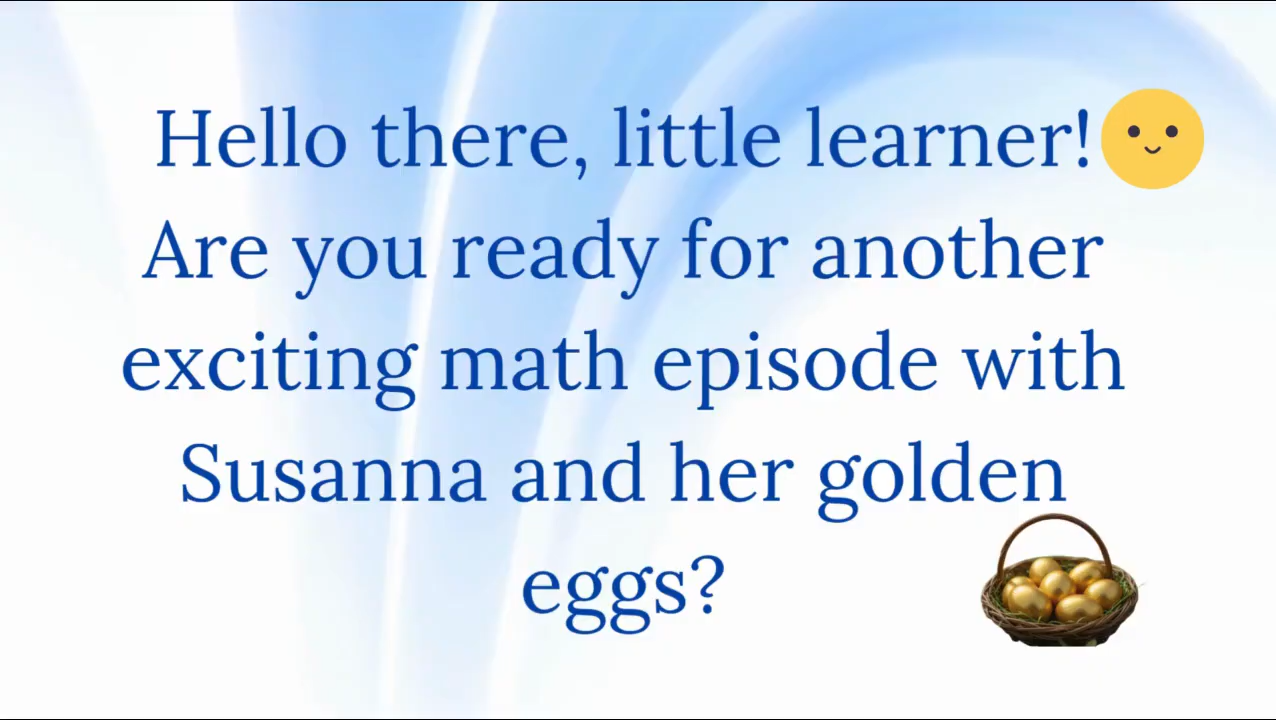 Hello there, little learner!
Are you ready for another
exciting math episode with
Susanna and her golden
eggs?